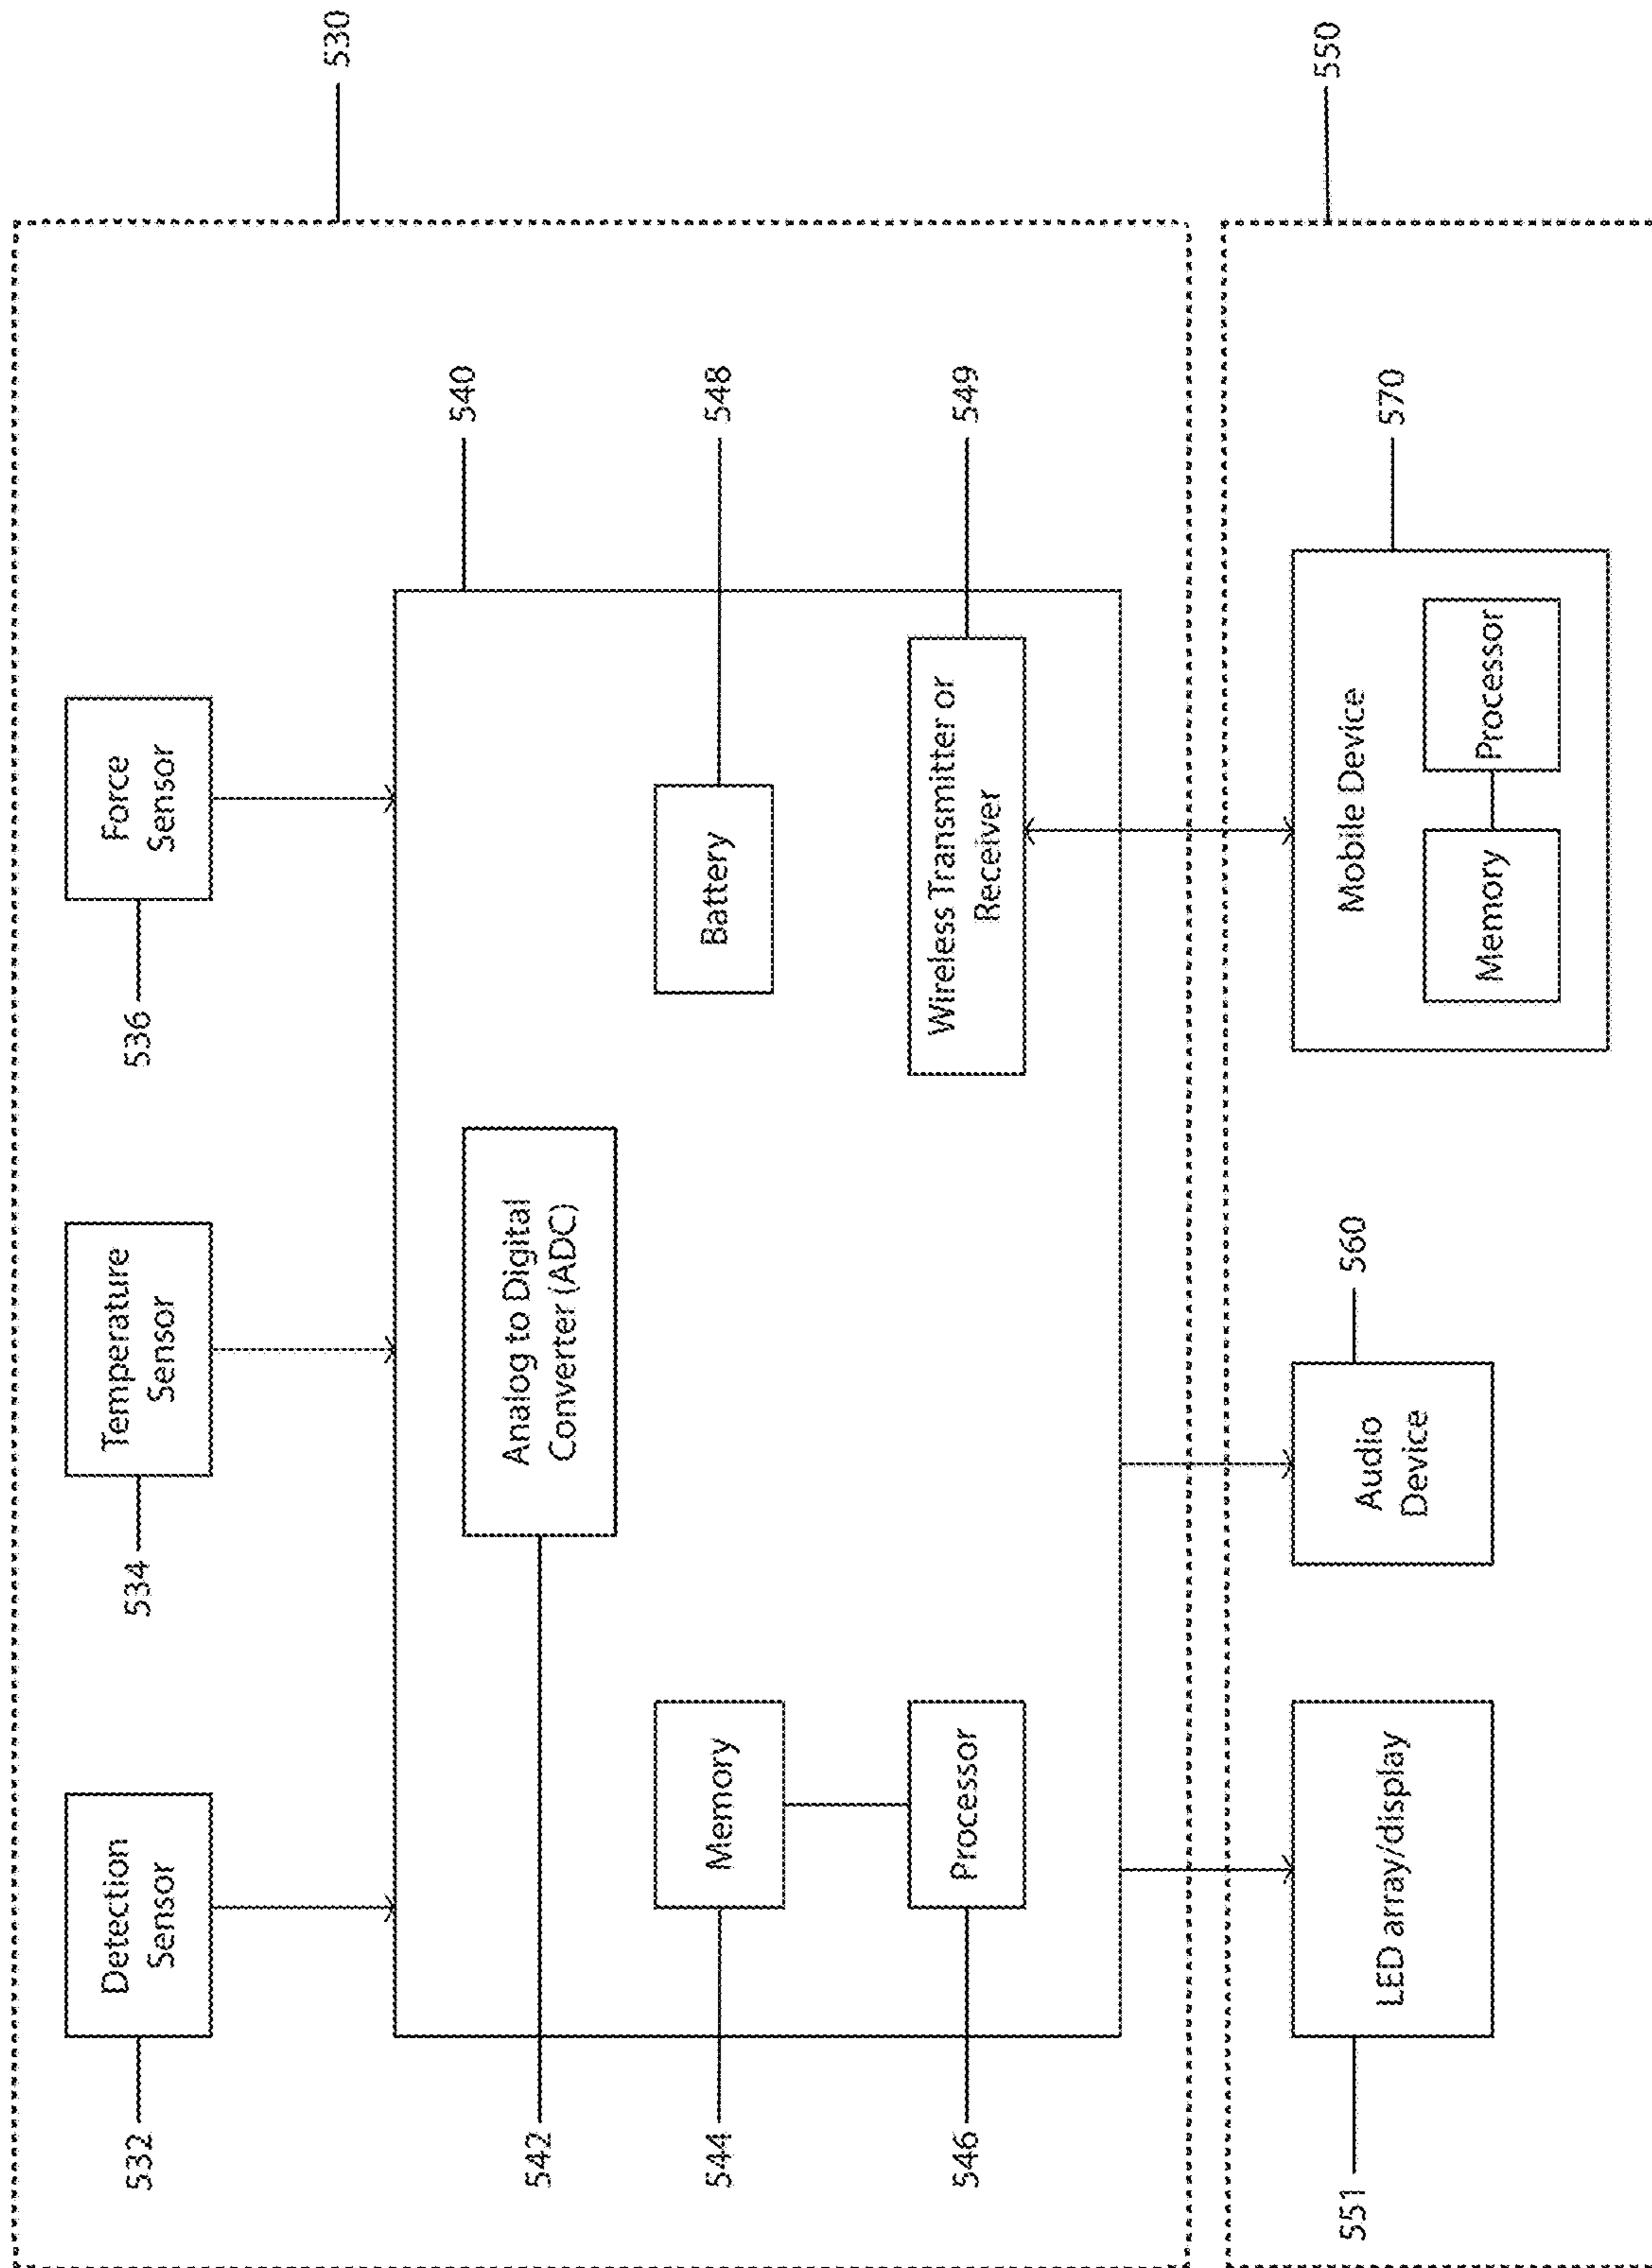 530
Detection
Sensor
532
Temperature
Sensor
534
Force
Sensor
536
540
Analog to Digital
Converter (ADC)
542
Memory
544
Battery
548
Processor
546
Wireless Transmitter or
Receiver
549
550
LED array/display
551
Audio
Device
560
Mobile Device
570
Memory
Processor